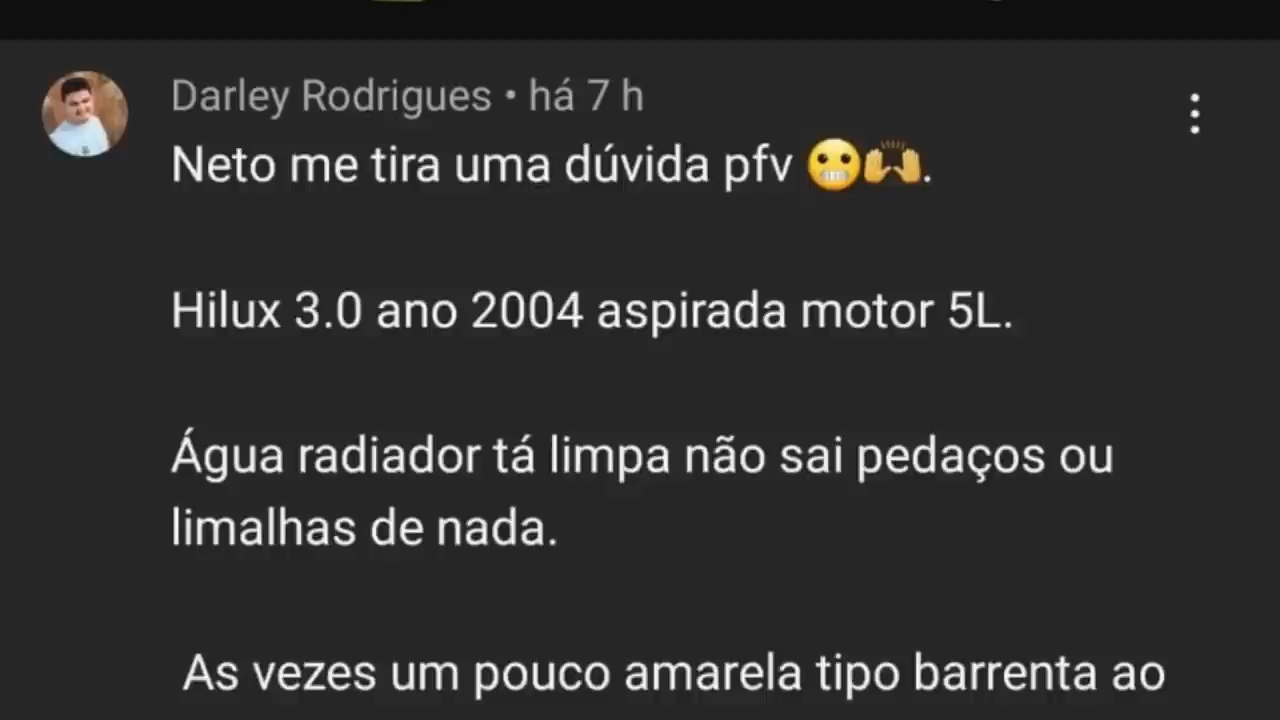 Darley Rodrigues • há 7 h
Neto me tira uma dúvida pfv 😬🙌.
Hilux 3.0 ano 2004 aspirada motor 5L.
Água radiador tá limpa não sai pedaços ou
limalhas de nada.
As vezes um pouco amarela tipo barrenta ao